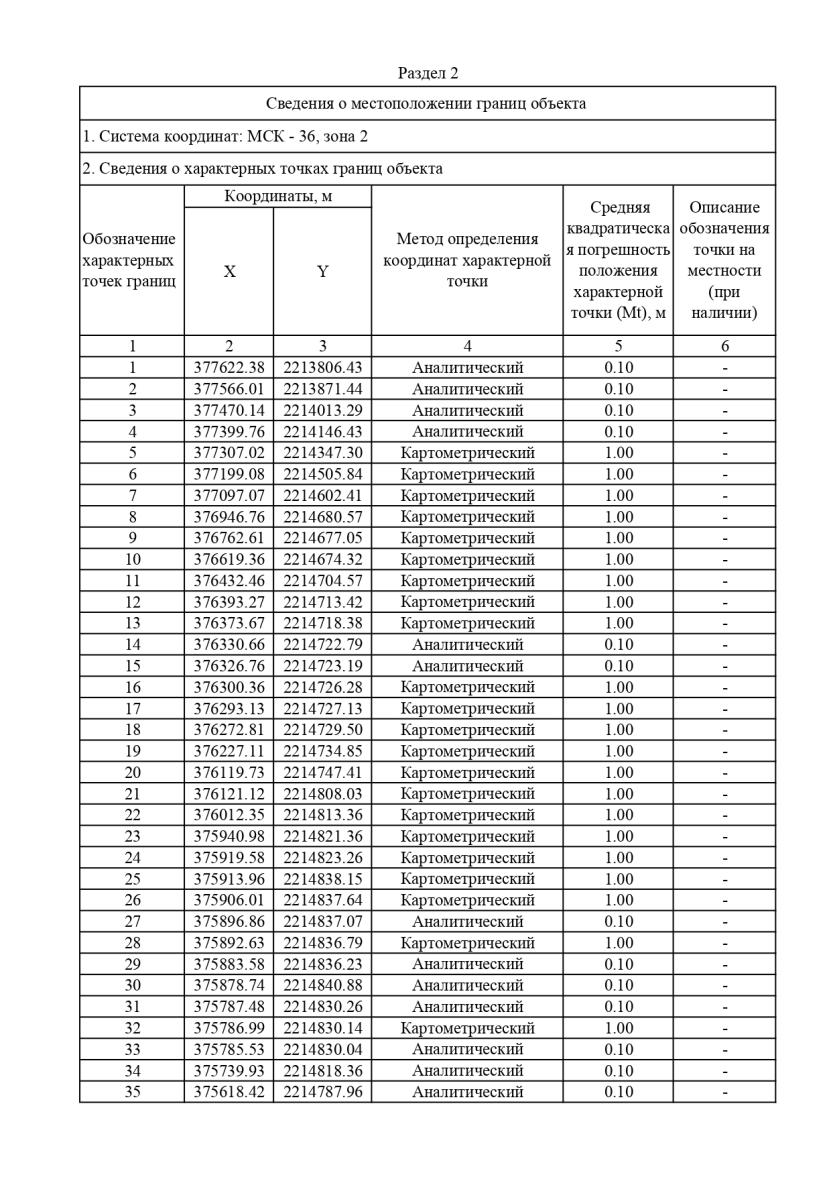 Раздел 2
Сведения о местоположении границ объекта
1. Система координат: МСК - 36, зона 2
2. Сведения о характерных точках границ объекта
Обозначение
характерных
точек границ
Координаты, м
X
Y
Метод определения
координат характерной
точки
Средняя
квадратическа
я погрешность
положения
характерной
точки (Mt), м
Описание
обозначения
точки на
местности
(при
наличии)
1 2 3 4 5 6
1 377622.38 2213806.43 Аналитический 0.10 -
2 377566.01 2213871.44 Аналитический 0.10 -
3 377470.14 2214013.29 Аналитический 0.10 -
4 377399.76 2214146.43 Аналитический 0.10 -
5 377307.02 2214347.30 Картометрический 1.00 -
6 377199.08 2214505.84 Картометрический 1.00 -
7 377097.07 2214602.41 Картометрический 1.00 -
8 376946.76 2214680.57 Картометрический 1.00 -
9 376762.61 2214677.05 Картометрический 1.00 -
10 376619.36 2214674.32 Картометрический 1.00 -
11 376432.46 2214704.57 Картометрический 1.00 -
12 376393.27 2214713.42 Картометрический 1.00 -
13 376373.67 2214718.38 Картометрический 1.00 -
14 376330.66 2214722.79 Аналитический 0.10 -
15 376326.76 2214723.19 Аналитический 0.10 -
16 376300.36 2214726.28 Картометрический 1.00 -
17 376293.13 2214727.13 Картометрический 1.00 -
18 376272.81 2214729.50 Картометрический 1.00 -
19 376227.11 2214734.85 Картометрический 1.00 -
20 376119.73 2214747.41 Картометрический 1.00 -
21 376121.12 2214808.03 Картометрический 1.00 -
22 376012.35 2214813.36 Картометрический 1.00 -
23 375940.98 2214821.36 Картометрический 1.00 -
24 375919.58 2214823.26 Картометрический 1.00 -
25 375913.96 2214838.15 Картометрический 1.00 -
26 375906.01 2214837.64 Картометрический 1.00 -
27 375896.86 2214837.07 Аналитический 0.10 -
28 375892.63 2214836.79 Картометрический 1.00 -
29 375883.58 2214836.23 Аналитический 0.10 -
30 375878.74 2214840.88 Аналитический 0.10 -
31 375787.48 2214830.26 Аналитический 0.10 -
32 375786.99 2214830.14 Картометрический 1.00 -
33 375785.53 2214830.04 Аналитический 0.10 -
34 375739.93 2214818.36 Аналитический 0.10 -
35 375618.42 2214787.96 Аналитический 0.10 -